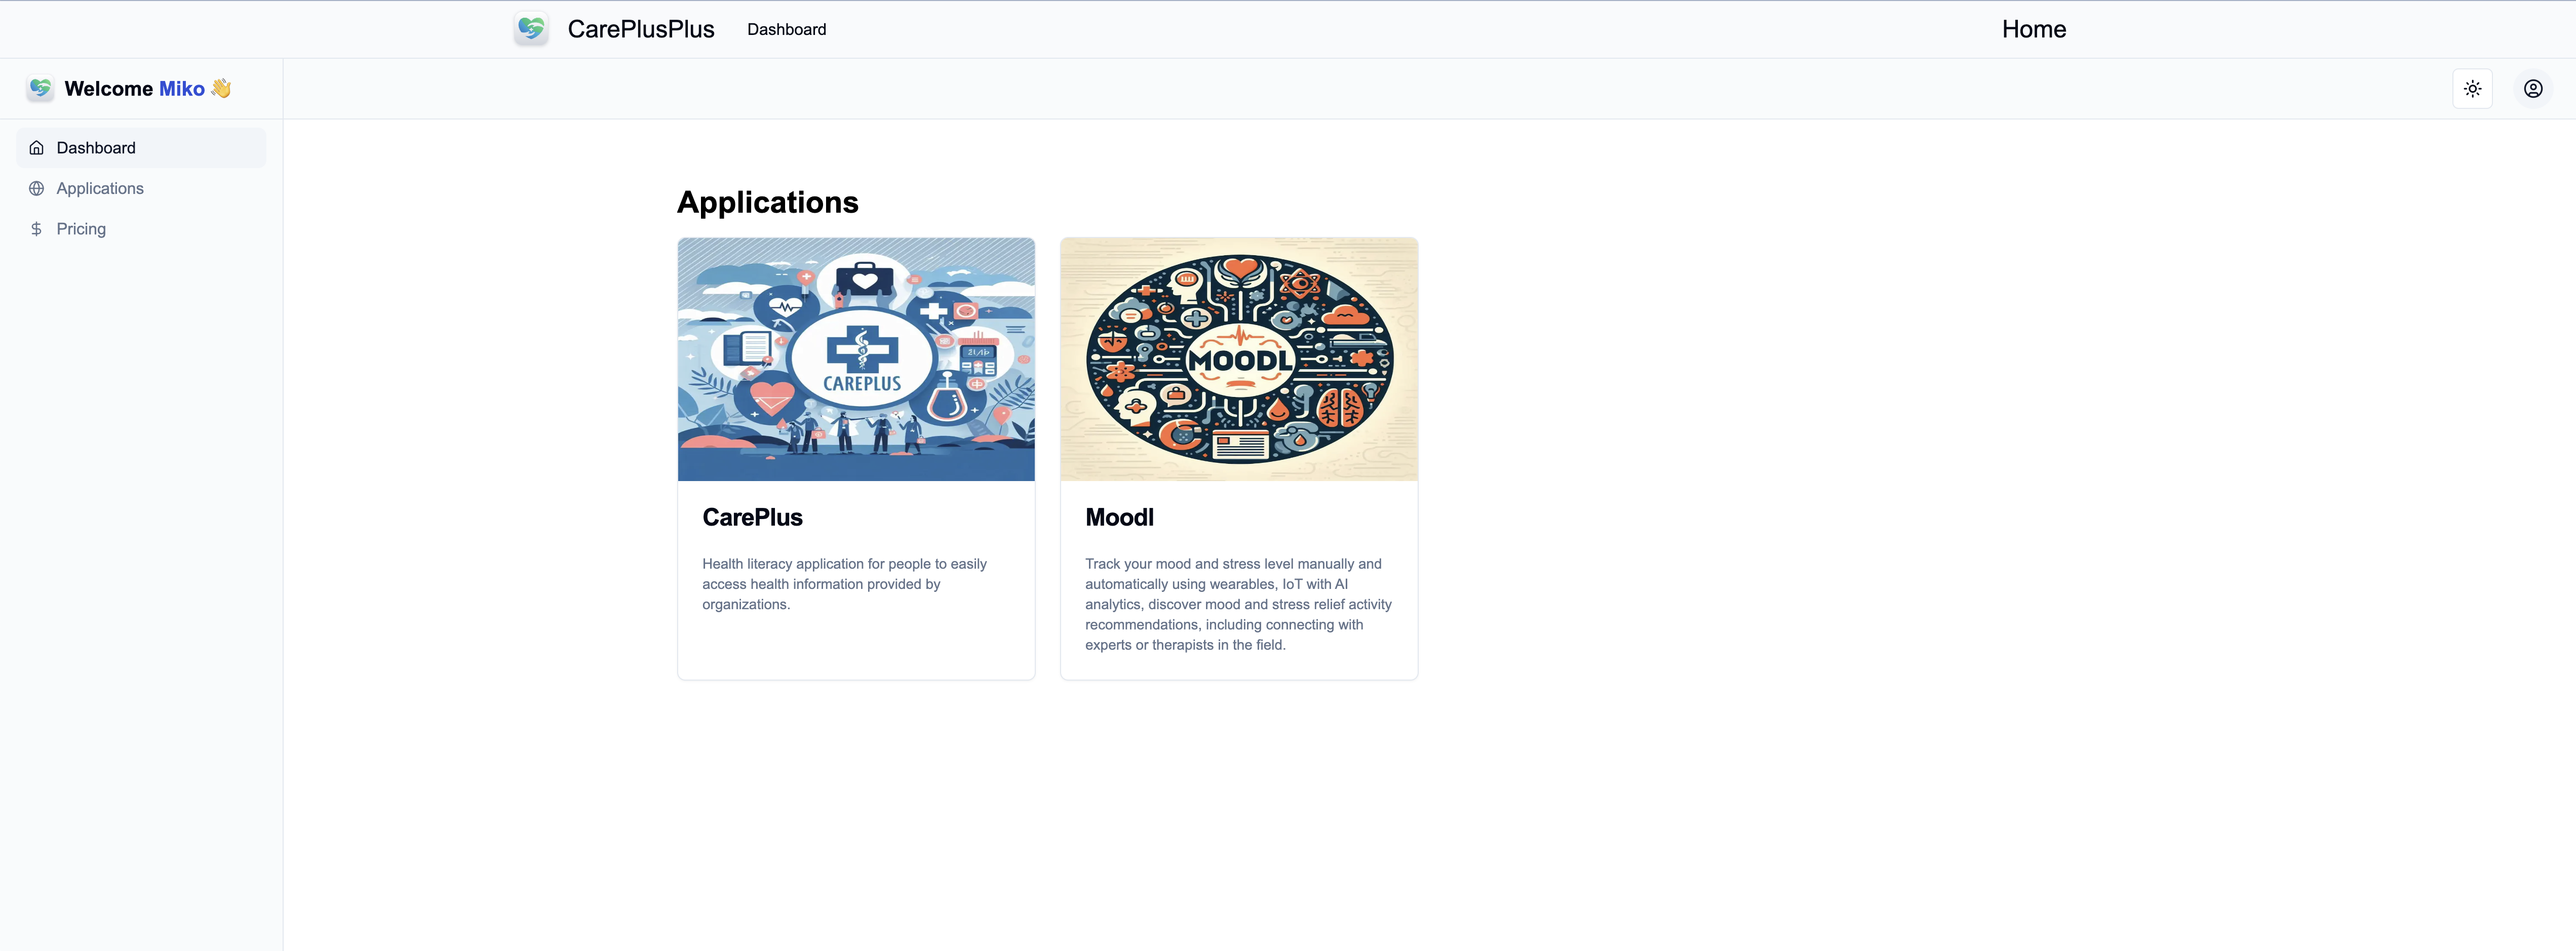 CarePlusPlus
Dashboard
Home
Welcome Miko 👋
Dashboard
Applications
Pricing
Applications
CAREPLUS
MOODL
CarePlus
Health literacy application for people to easily
access health information provided by
organizations.
Moodl
Track your mood and stress level manually and
automatically using wearables, IoT with AI
analytics, discover mood and stress relief activity
recommendations, including connecting with
experts or therapists in the field.